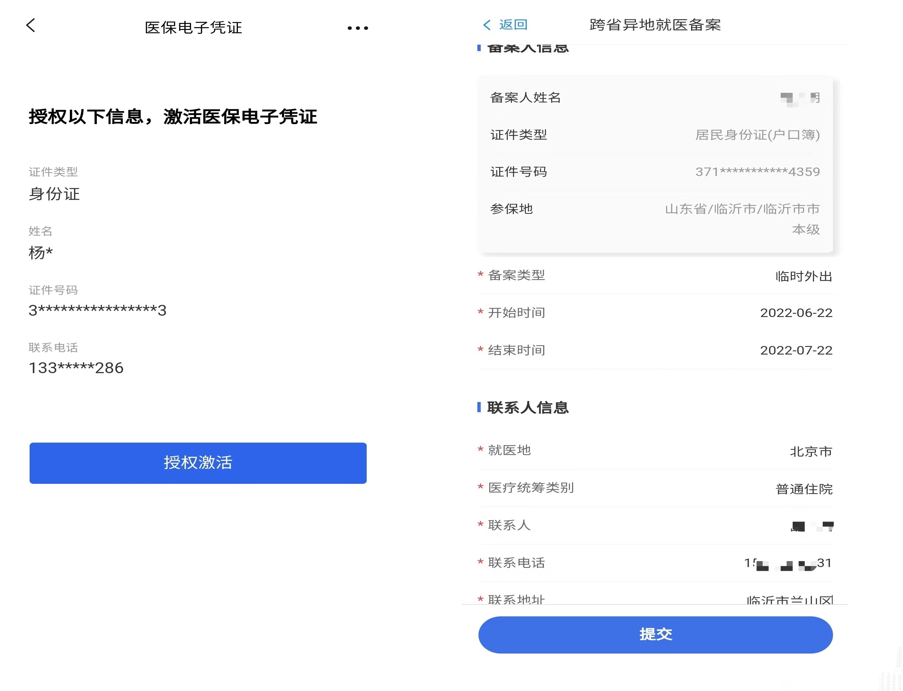 医保电子凭证
授权以下信息，激活医保电子凭证
证件类型
身份证
姓名
杨*
证件号码
3****************3
联系电话
133*****286
授权激活
返回
跨省异地就医备案
备案人信息
备案人姓名
证件类型 居民身份证(户口簿)
证件号码 371***********4359
参保地 山东省/临沂市/临沂市市
本级
* 备案类型 临时外出
* 开始时间 2022-06-22
* 结束时间 2022-07-22
联系人信息
* 就医地 北京市
* 医疗统筹类别 普通住院
* 联系人
* 联系电话 15 31
* 联系地址 临沂市兰山区
提交